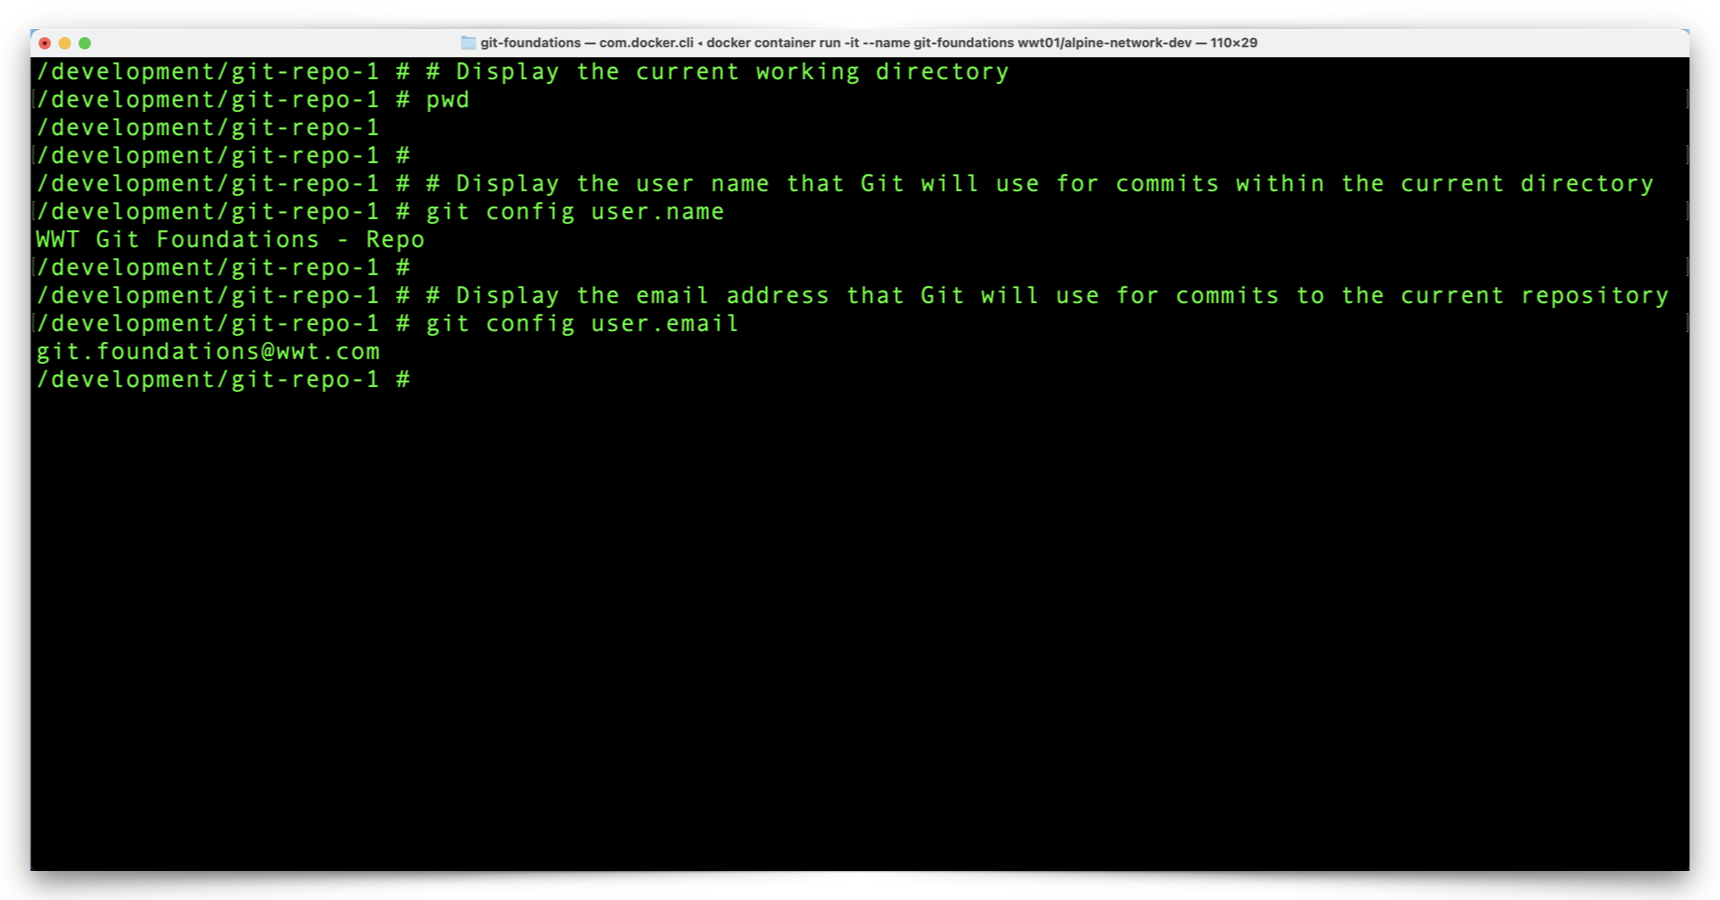 git-foundations — com.docker.cli ◂ docker container run -it --name git-foundations wwt01/alpine-network-dev — 110×29
/development/git-repo-1 # # Display the current working directory
/development/git-repo-1 # pwd
/development/git-repo-1
/development/git-repo-1 #
/development/git-repo-1 # # Display the user name that Git will use for commits within the current directory
/development/git-repo-1 # git config user.name
WWT Git Foundations - Repo
/development/git-repo-1 #
/development/git-repo-1 # # Display the email address that Git will use for commits to the current repository
/development/git-repo-1 # git config user.email
git.foundations@wwt.com
/development/git-repo-1 #